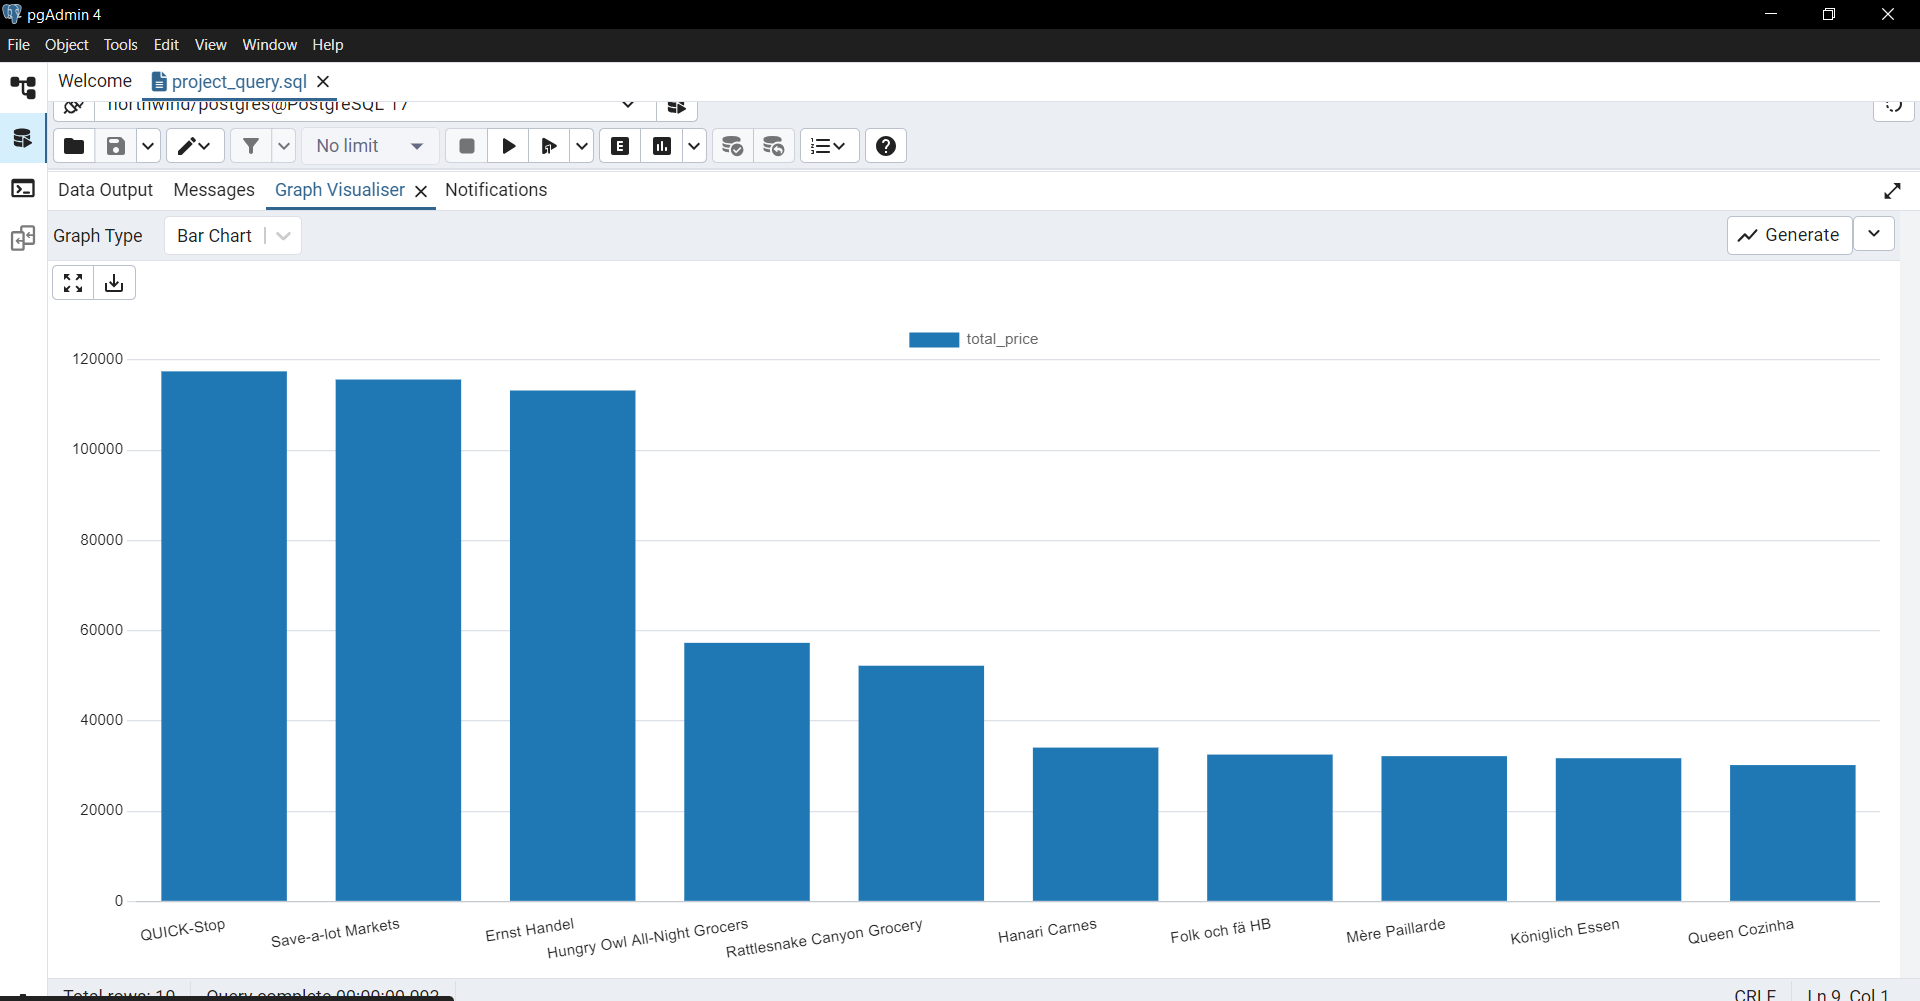 pgAdmin 4
File Object Tools Edit View Window Help
Welcome project_query.sql
northwind/postgres@PostgreSQL 17
No limit
E
Data Output Messages Graph Visualiser Notifications
Graph Type Bar Chart Generate
total_price
120000
100000
80000
60000
40000
20000
0
QUICK-Stop
Save-a-lot Markets
Ernst Handel
Hungry Owl All-Night Grocers
Rattlesnake Canyon Grocery
Hanari Carnes
Folk och fä HB
Mère Paillarde
Königlich Essen
Queen Cozinha
Total rows: 10 Query complete 00:00:00.002 CRLF Ln 9, Col 1